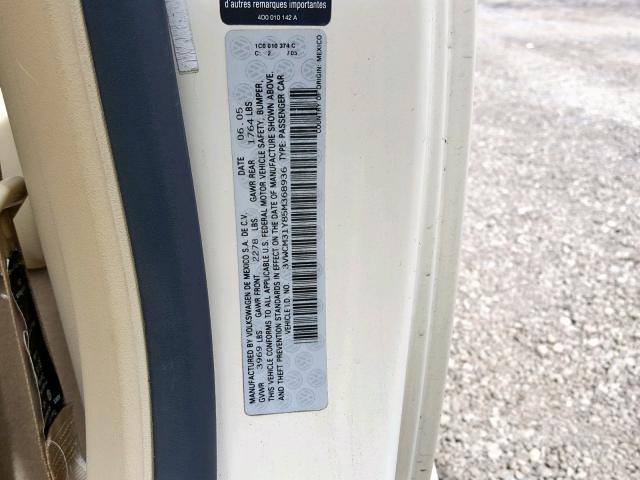 d'autres remarques importantes
4D0 010 142 A
1C0 010 374 C
MANUFACTURED BY VOLKSWAGEN DE MEXICO S.A. DE C.V. DATE 06.05
GVWR 3969 LBS GAWR FRONT 2278 LBS GAWR REAR 1764 LBS
THIS VEHICLE CONFORMS TO ALL APPLICABLE U.S. FEDERAL MOTOR VEHICLE SAFETY, BUMPER,
AND THEFT PREVENTION STANDARDS IN EFFECT ON THE DATE OF MANUFACTURE SHOWN ABOVE.
VEHICLE I.D. NO. 3VWCM31Y85M368936 TYPE: PASSENGER CAR
COUNTRY OF ORIGIN: MEXICO